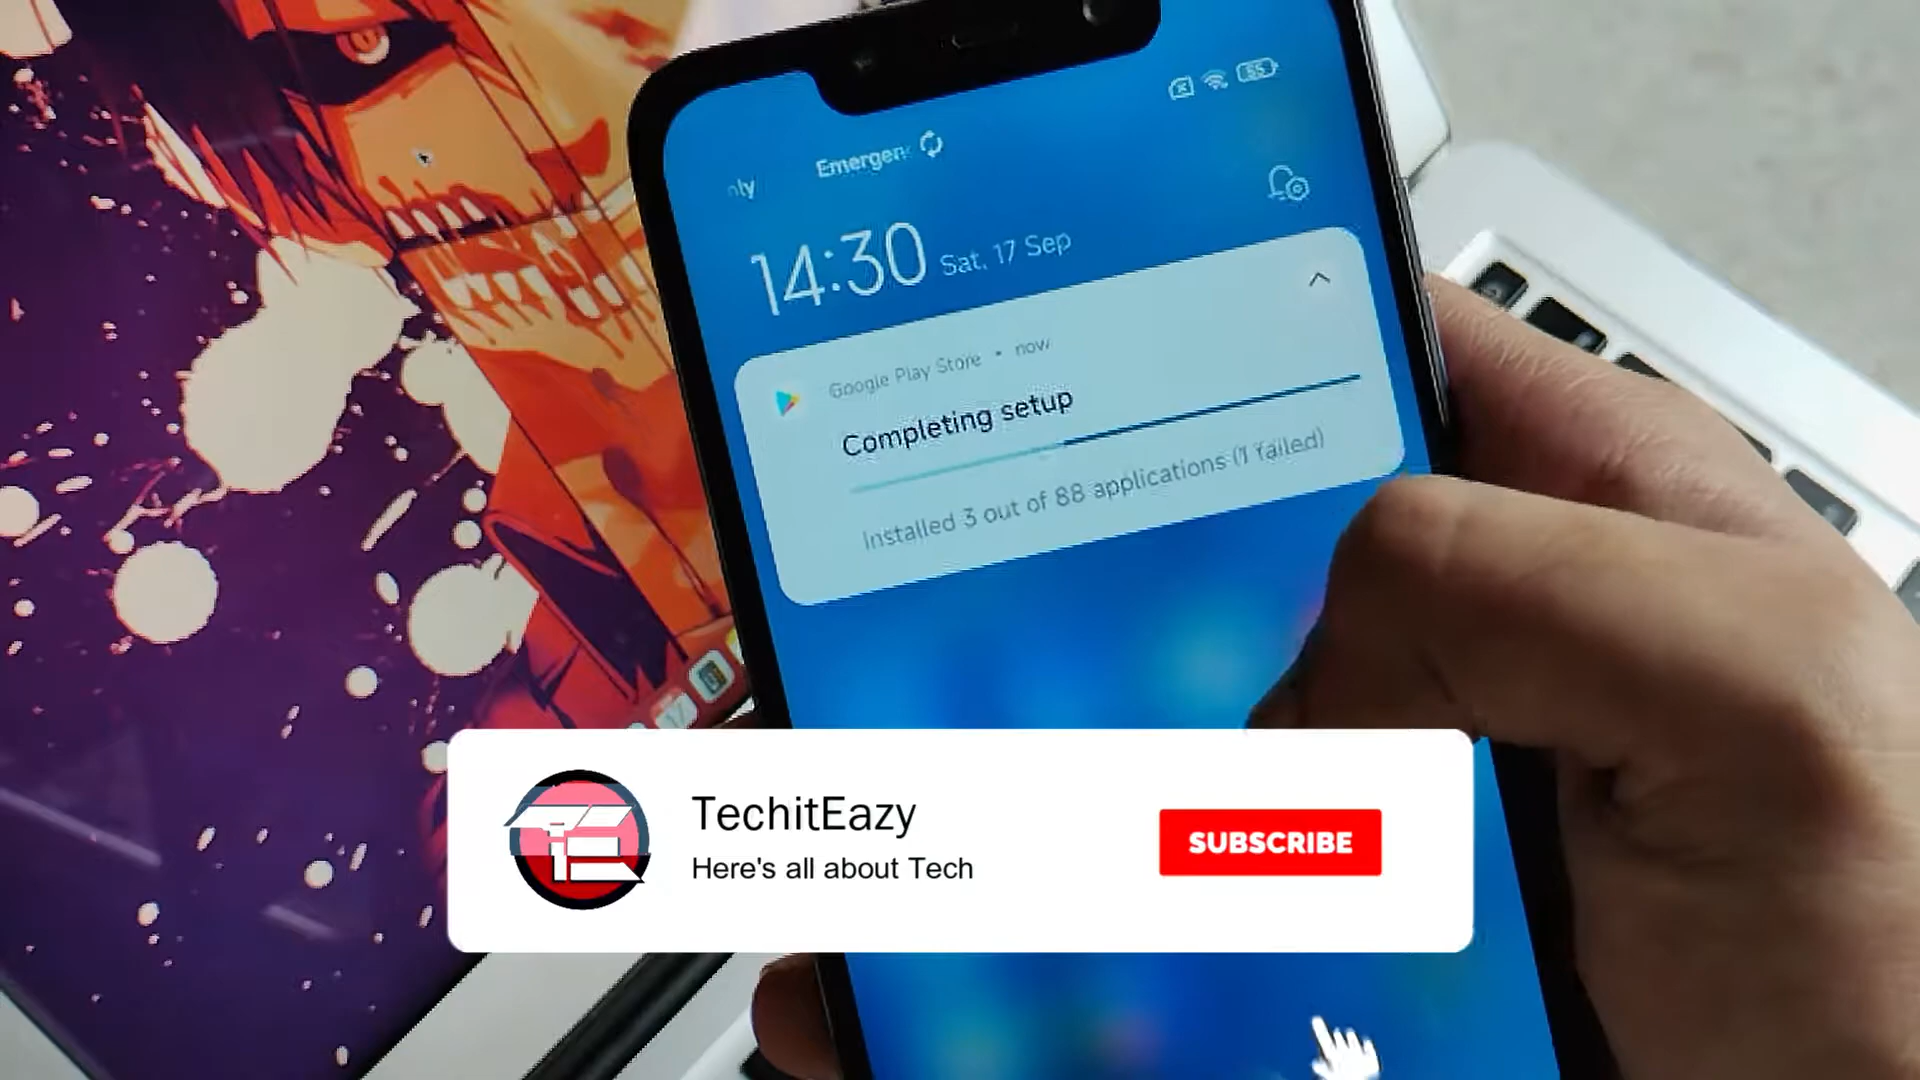 55
Emergen
nly
14:30 Sat, 17 Sep
Google Play Store • now
Completing setup
Installed 3 out of 88 applications (1 failed)
TechitEazy
Here's all about Tech
SUBSCRIBE